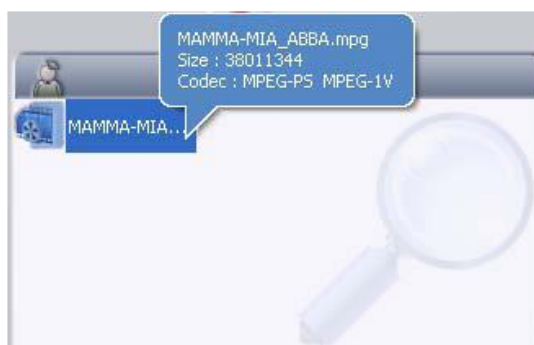 MAMMA-MIA_ABBA.mpg
Size : 38011344
Codec : MPEG-PS MPEG-1V
MAMMA-MIA...